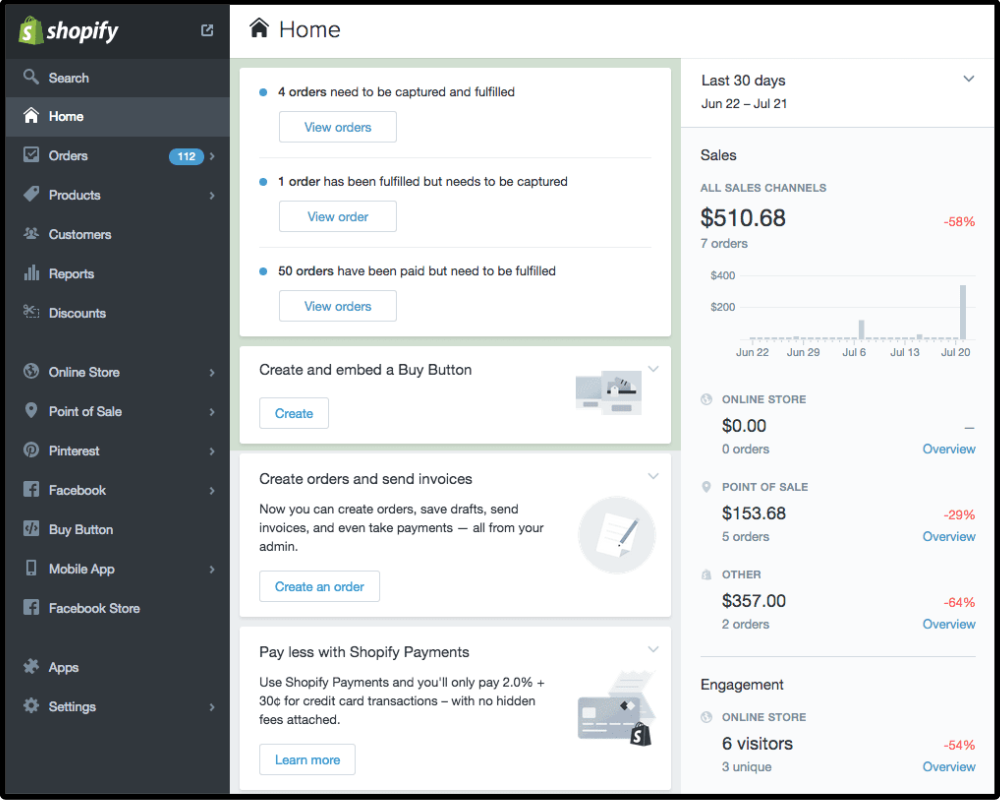 shopify
Search
Home
Orders 112
Products
Customers
Reports
Discounts
Online Store
Point of Sale
Pinterest
Facebook
Buy Button
Mobile App
Facebook Store
Apps
Settings
Home
4 orders need to be captured and fulfilled
View orders
1 order has been fulfilled but needs to be captured
View order
50 orders have been paid but need to be fulfilled
View orders
Create and embed a Buy Button
Create
Create orders and send invoices
Now you can create orders, save drafts, send
invoices, and even take payments — all from your
admin.
Create an order
Pay less with Shopify Payments
Use Shopify Payments and you'll only pay 2.0% +
30¢ for credit card transactions – with no hidden
fees attached.
Learn more
Last 30 days
Jun 22 – Jul 21
Sales
ALL SALES CHANNELS
$510.68 -58%
7 orders
$400
$200
Jun 22 Jun 29 Jul 6 Jul 13 Jul 20
ONLINE STORE
$0.00 —
0 orders Overview
POINT OF SALE
$153.68 -29%
5 orders Overview
OTHER
$357.00 -64%
2 orders Overview
Engagement
ONLINE STORE
6 visitors -54%
3 unique Overview